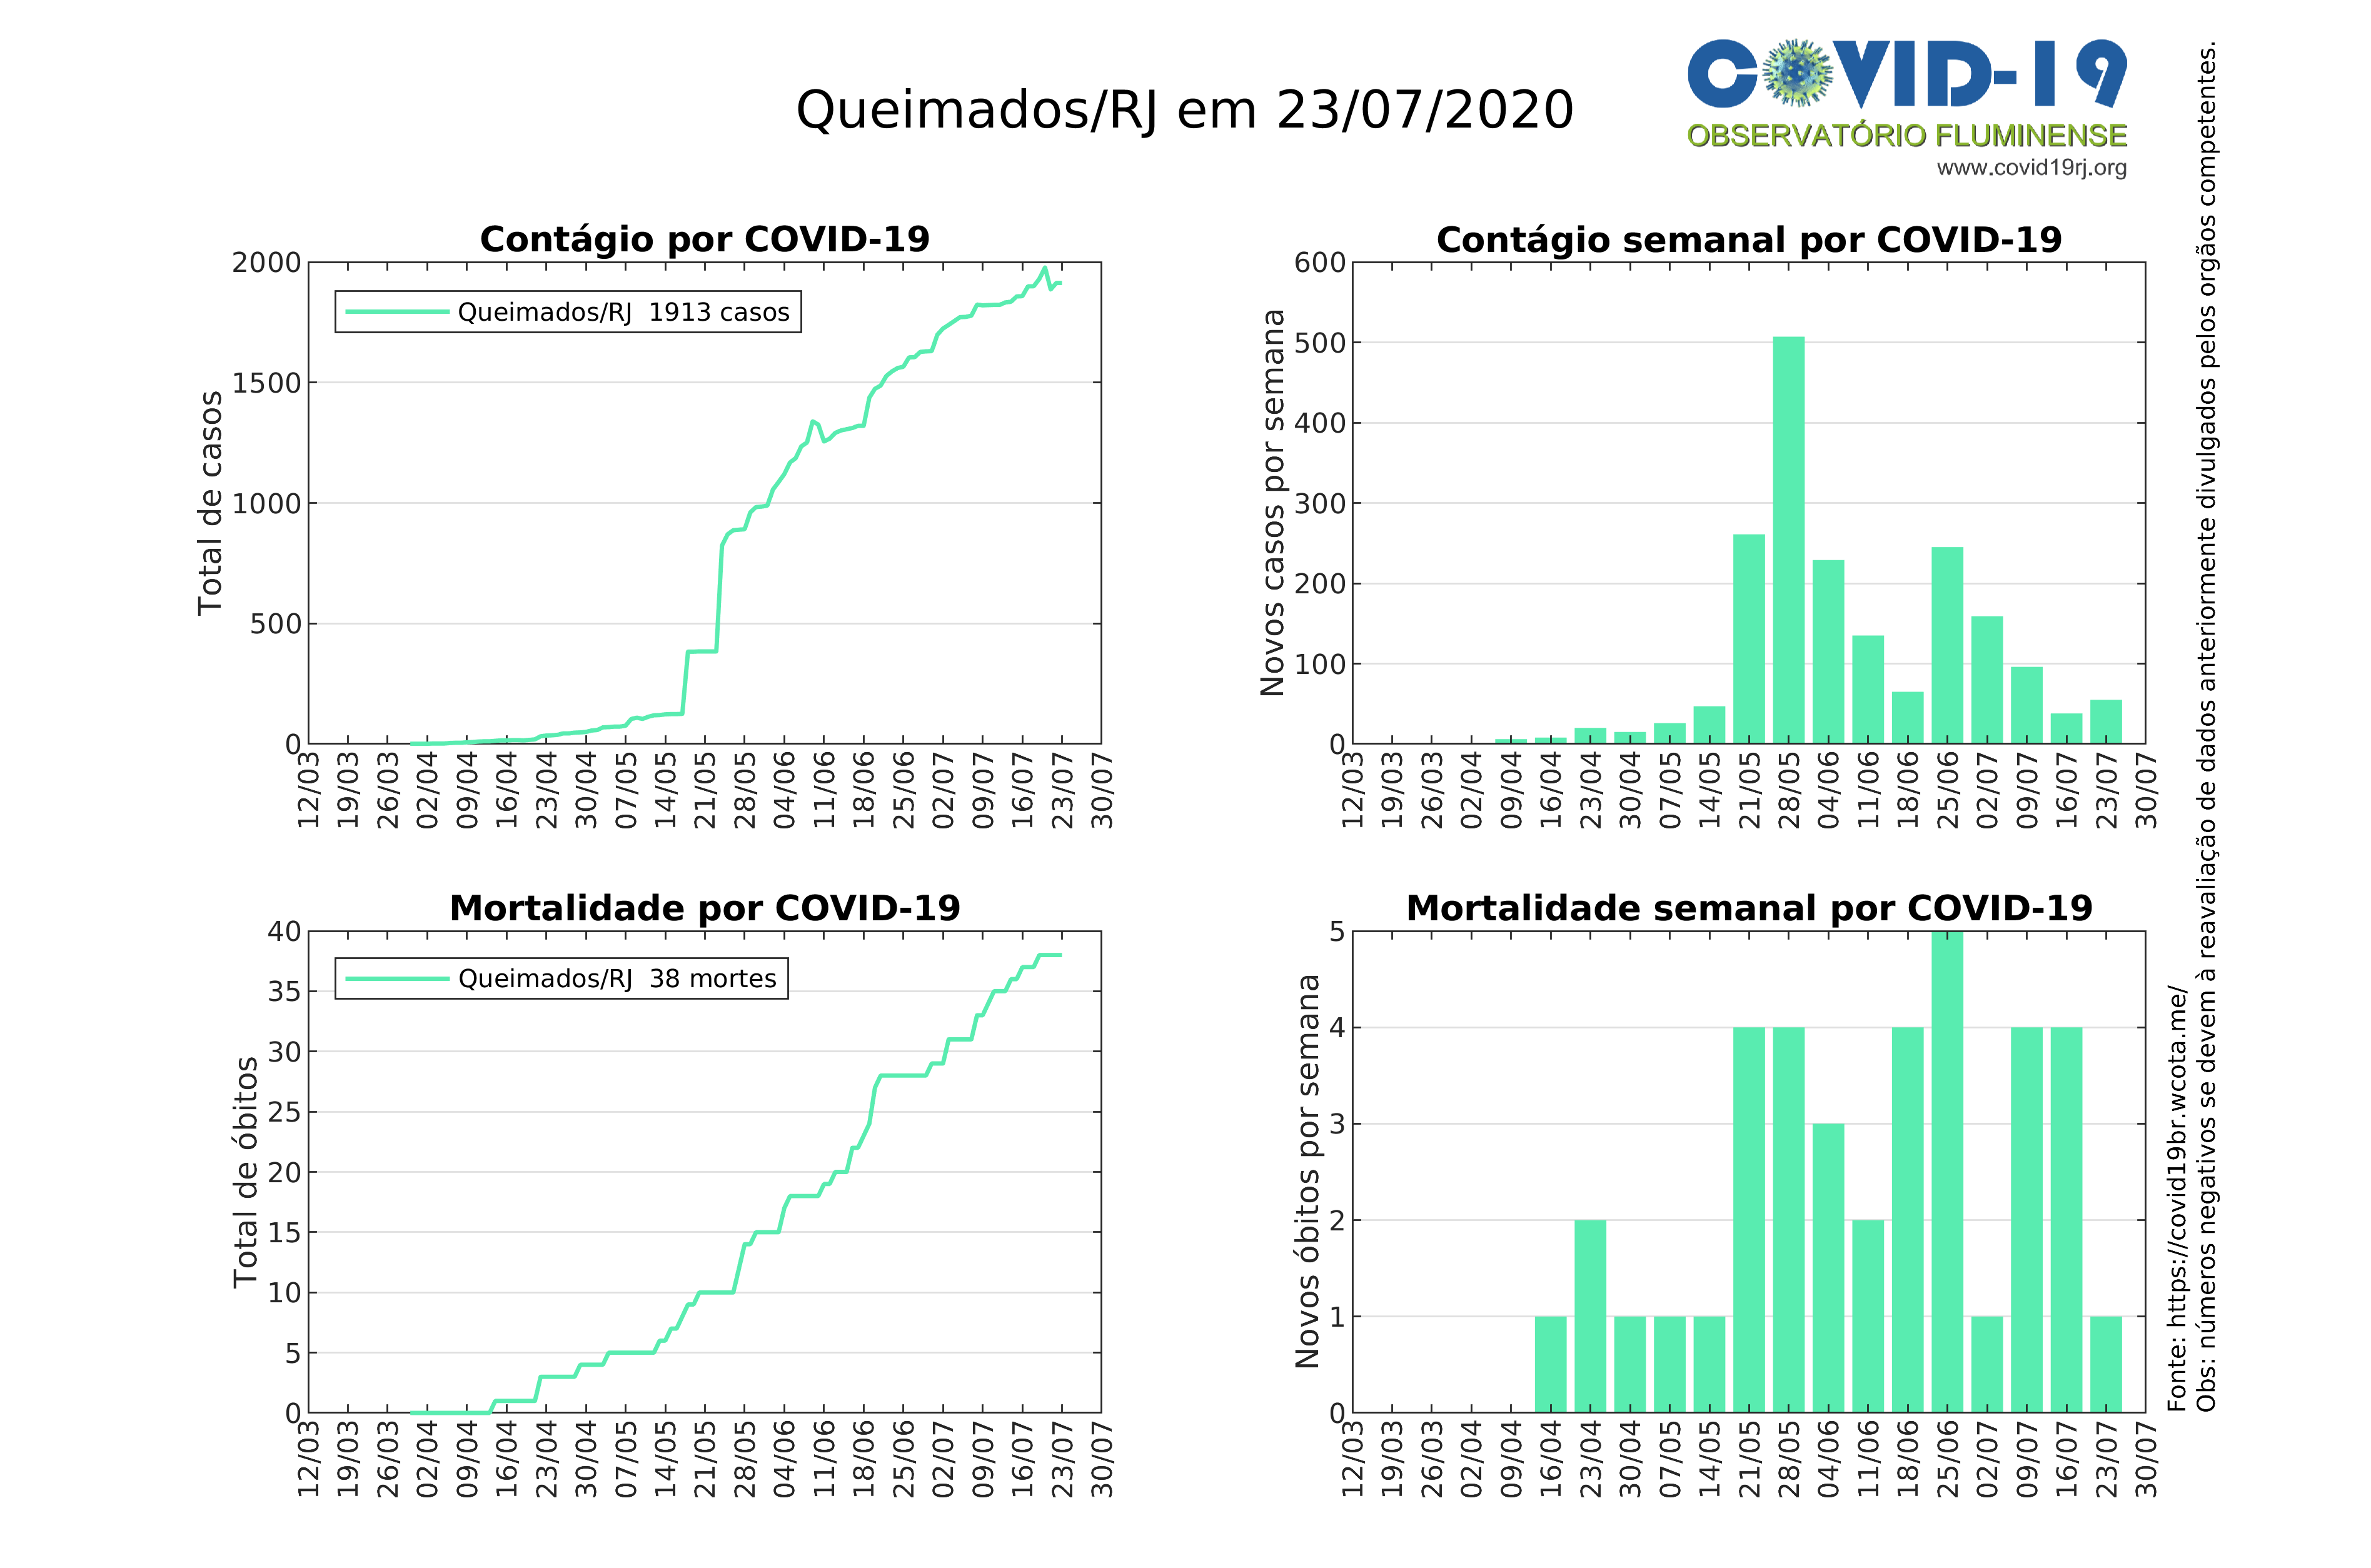 Queimados/RJ em 23/07/2020
COVID-19
OBSERVATÓRIO FLUMINENSE
www.covid19rj.org
Contágio por COVID-19
Total de casos
2000
1500
1000
500
0
Queimados/RJ 1913 casos
12/03 19/03 26/03 02/04 09/04 16/04 23/04 30/04 07/05 14/05 21/05 28/05 04/06 11/06 18/06 25/06 02/07 09/07 16/07 23/07 30/07
Contágio semanal por COVID-19
Novos casos por semana
600
500
400
300
200
100
0
12/03 19/03 26/03 02/04 09/04 16/04 23/04 30/04 07/05 14/05 21/05 28/05 04/06 11/06 18/06 25/06 02/07 09/07 16/07 23/07 30/07
Mortalidade por COVID-19
Total de óbitos
40
35
30
25
20
15
10
5
0
Queimados/RJ 38 mortes
12/03 19/03 26/03 02/04 09/04 16/04 23/04 30/04 07/05 14/05 21/05 28/05 04/06 11/06 18/06 25/06 02/07 09/07 16/07 23/07 30/07
Mortalidade semanal por COVID-19
Novos óbitos por semana
5
4
3
2
1
0
12/03 19/03 26/03 02/04 09/04 16/04 23/04 30/04 07/05 14/05 21/05 28/05 04/06 11/06 18/06 25/06 02/07 09/07 16/07 23/07 30/07
Fonte: https://covid19br.wcota.me/
Obs: números negativos se devem à reavaliação de dados anteriormente divulgados pelos orgãos competentes.